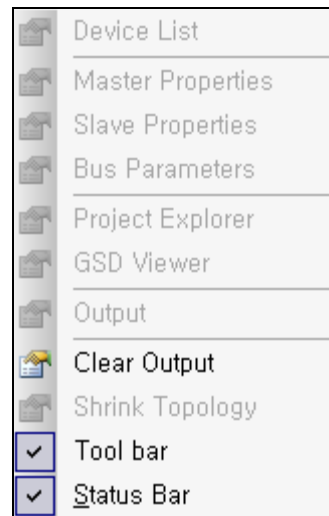 Device List
Master Properties
Slave Properties
Bus Parameters
Project Explorer
GSD Viewer
Output
Clear Output
Shrink Topology
Tool bar
Status Bar